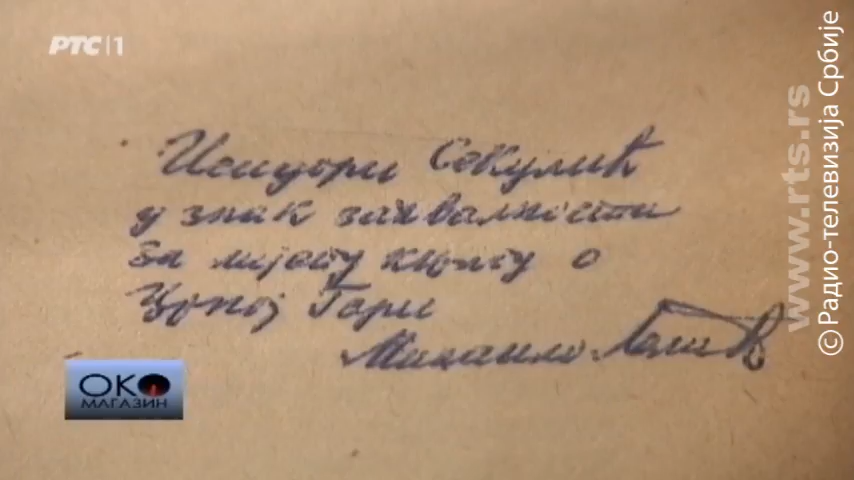 РТС|1
Исидори Секулић
у знак захвалности
за лијепу књигу о
Црној Гори
Михаило Лалић
ОКО
МАГАЗИН
www.rts.rs
© Радио-телевизија Србије